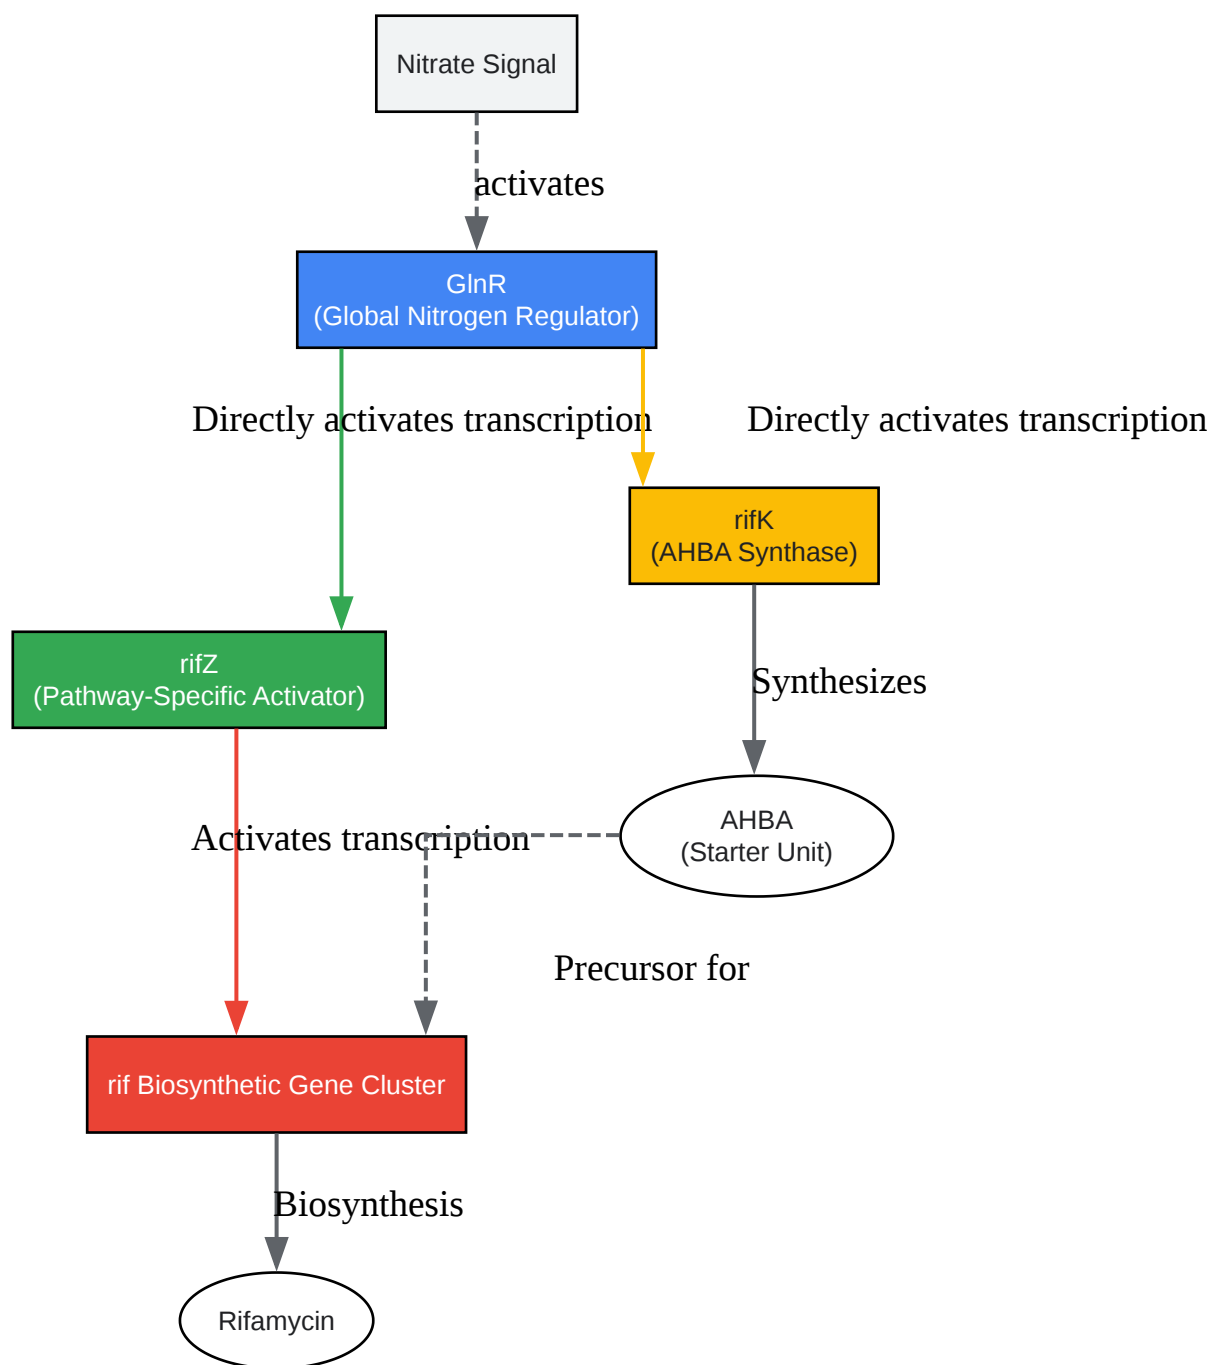 Nitrate Signal
activates
GlnR
(Global Nitrogen Regulator)
Directly activates transcription
Directly activates transcription
rifK
(AHBA Synthase)
rifZ
(Pathway-Specific Activator)
Synthesizes
AHBA
(Starter Unit)
Activates transcription
Precursor for
rif Biosynthetic Gene Cluster
Biosynthesis
Rifamycin